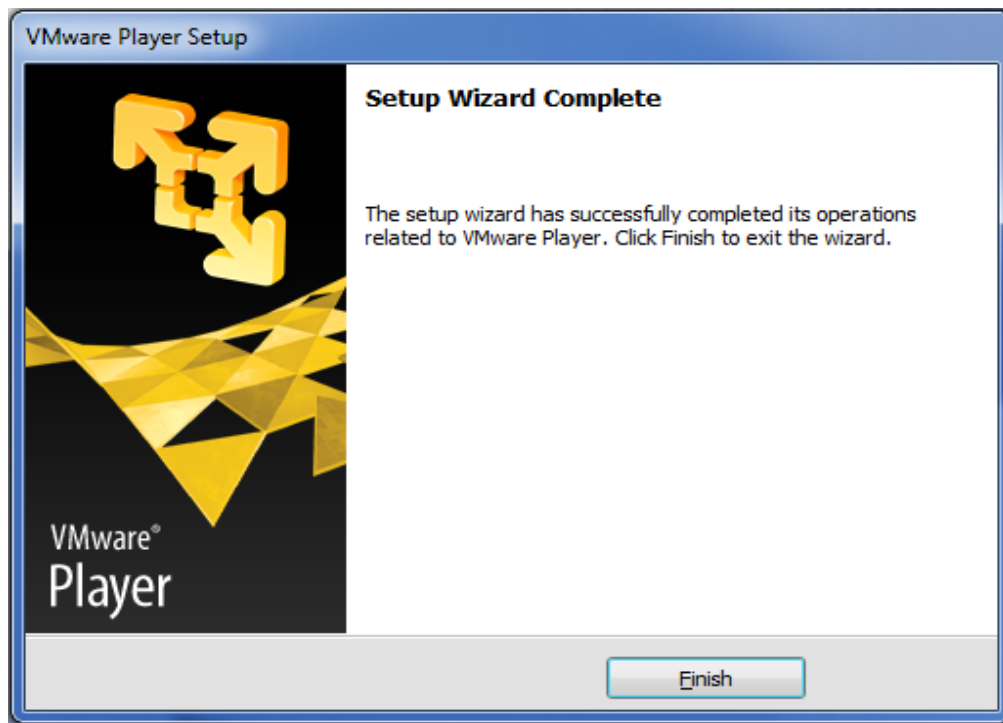 VMware Player Setup
Setup Wizard Complete
The setup wizard has successfully completed its operations
related to VMware Player. Click Finish to exit the wizard.
VMware®
Player
Finish